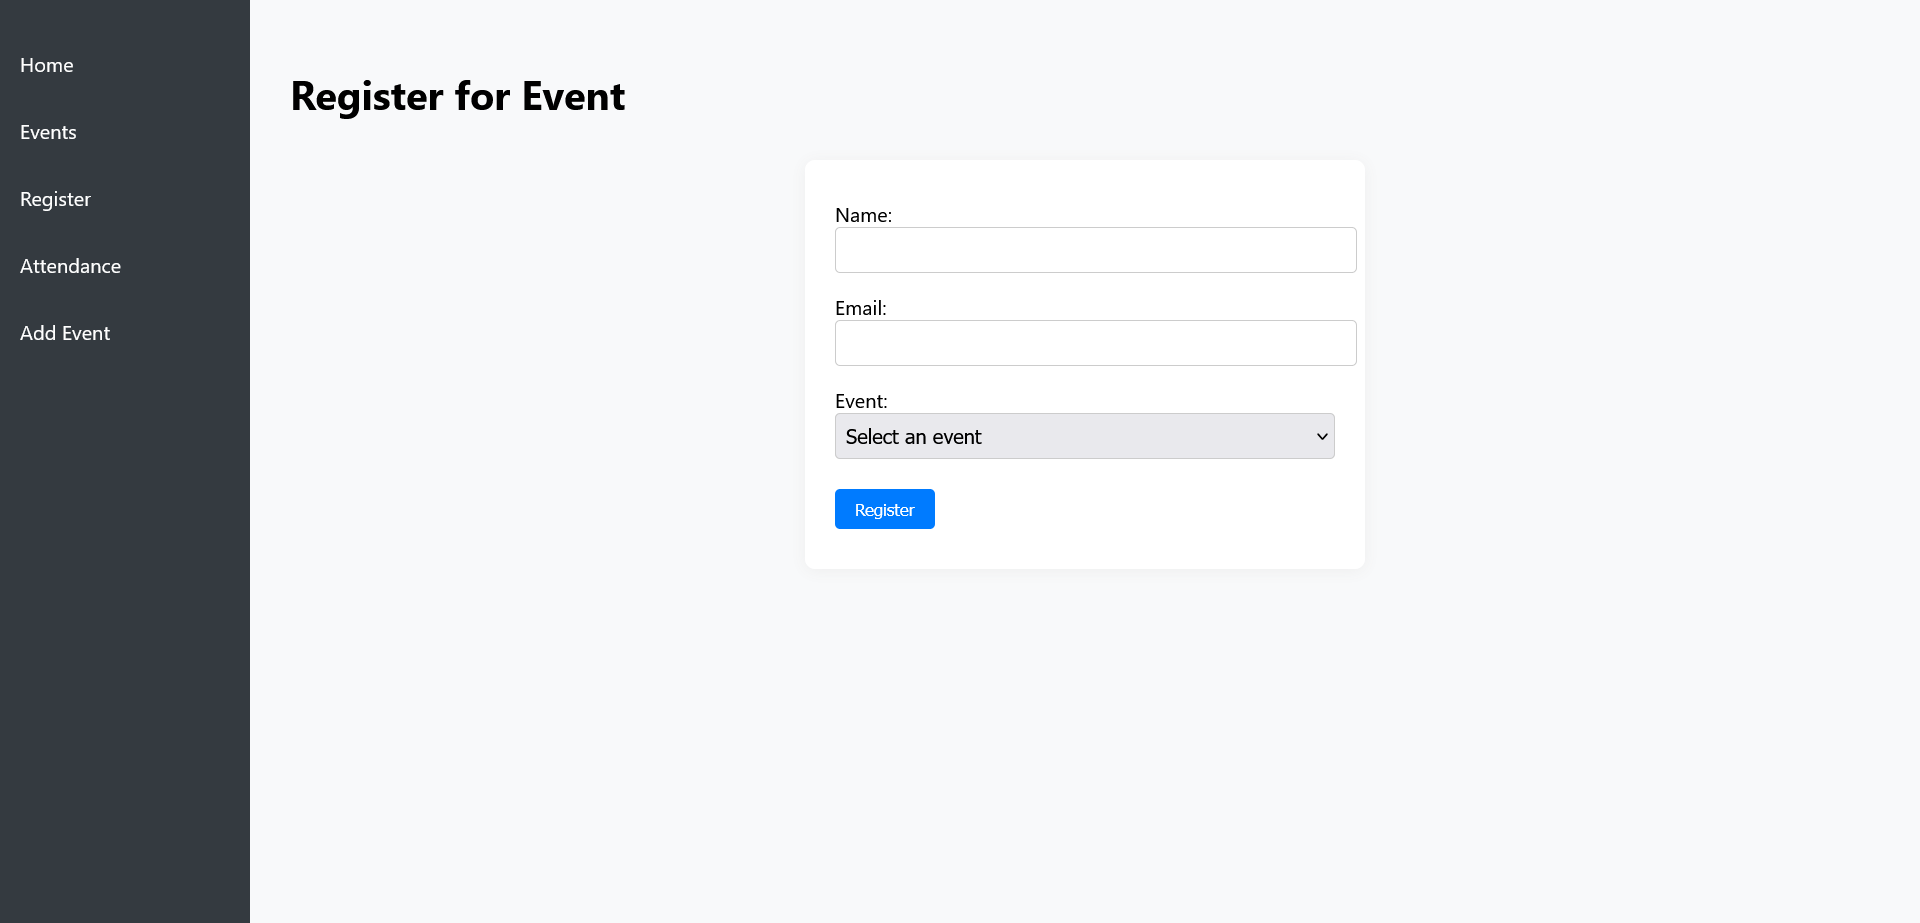 Home
Events
Register
Attendance
Add Event
Register for Event
Name:
Email:
Event:
Select an event
Register